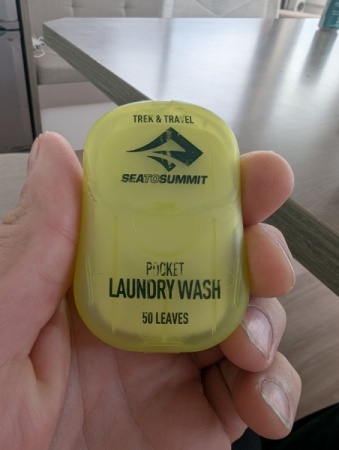 TREK & TRAVEL
SEATOSUMMIT
POCKET
LAUNDRY WASH
50 LEAVES